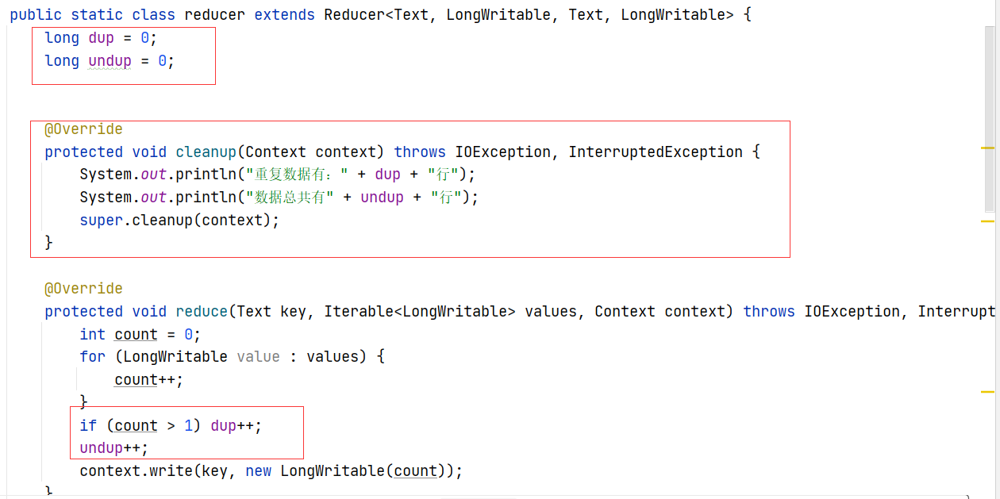 public static class reducer extends Reducer<Text, LongWritable, Text, LongWritable> {
long dup = 0;
long undup = 0;
@Override
protected void cleanup(Context context) throws IOException, InterruptedException {
System.out.println("重复数据有：" + dup + "行");
System.out.println("数据总共有" + undup + "行");
super.cleanup(context);
}
@Override
protected void reduce(Text key, Iterable<LongWritable> values, Context context) throws IOException, Interrupt
int count = 0;
for (LongWritable value : values) {
count++;
}
if (count > 1) dup++;
undup++;
context.write(key, new LongWritable(count));
}